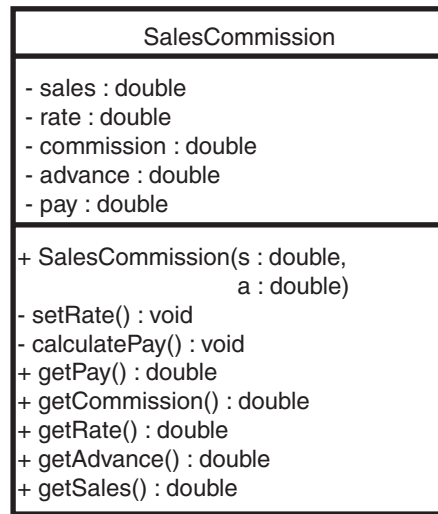 SalesCommission
- sales : double
- rate : double
- commission : double
- advance : double
- pay : double
+ SalesCommission(s : double,
a : double)
- setRate() : void
- calculatePay() : void
+ getPay() : double
+ getCommission() : double
+ getRate() : double
+ getAdvance() : double
+ getSales() : double